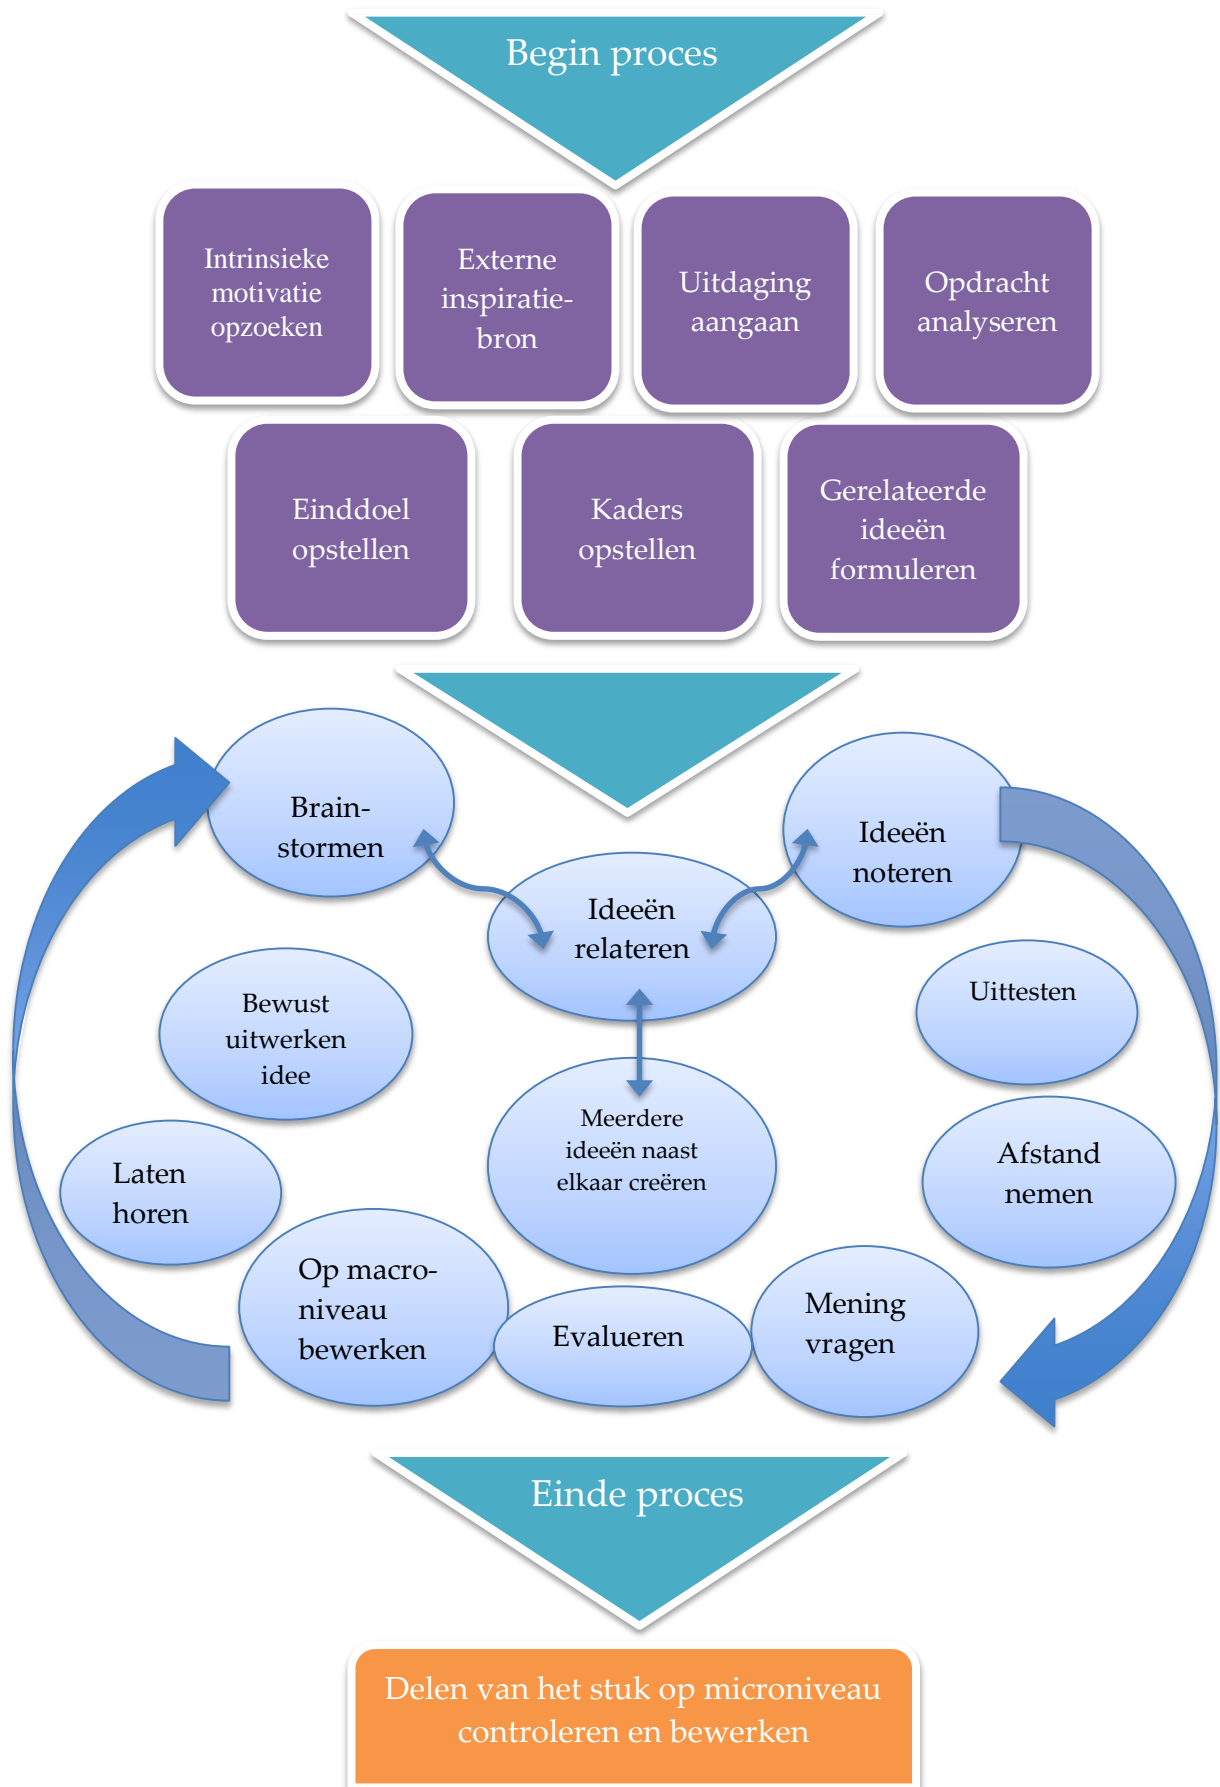 Begin proces
Intrinsieke
motivatie
opzoeken
Externe
inspiratie-
bron
Uitdaging
aangaan
Opdracht
analyseren
Einddoel
opstellen
Kaders
opstellen
Gerelateerde
ideeën
formuleren
Brain-
stormen
Ideeën
noteren
Ideeën
relateren
Bewust
uitwerken
idee
Uittesten
Meerdere
ideeën naast
elkaar creëren
Laten
horen
Afstand
nemen
Op macro-
niveau
bewerken
Evalueren
Mening
vragen
Einde proces
Delen van het stuk op microniveau
controleren en bewerken